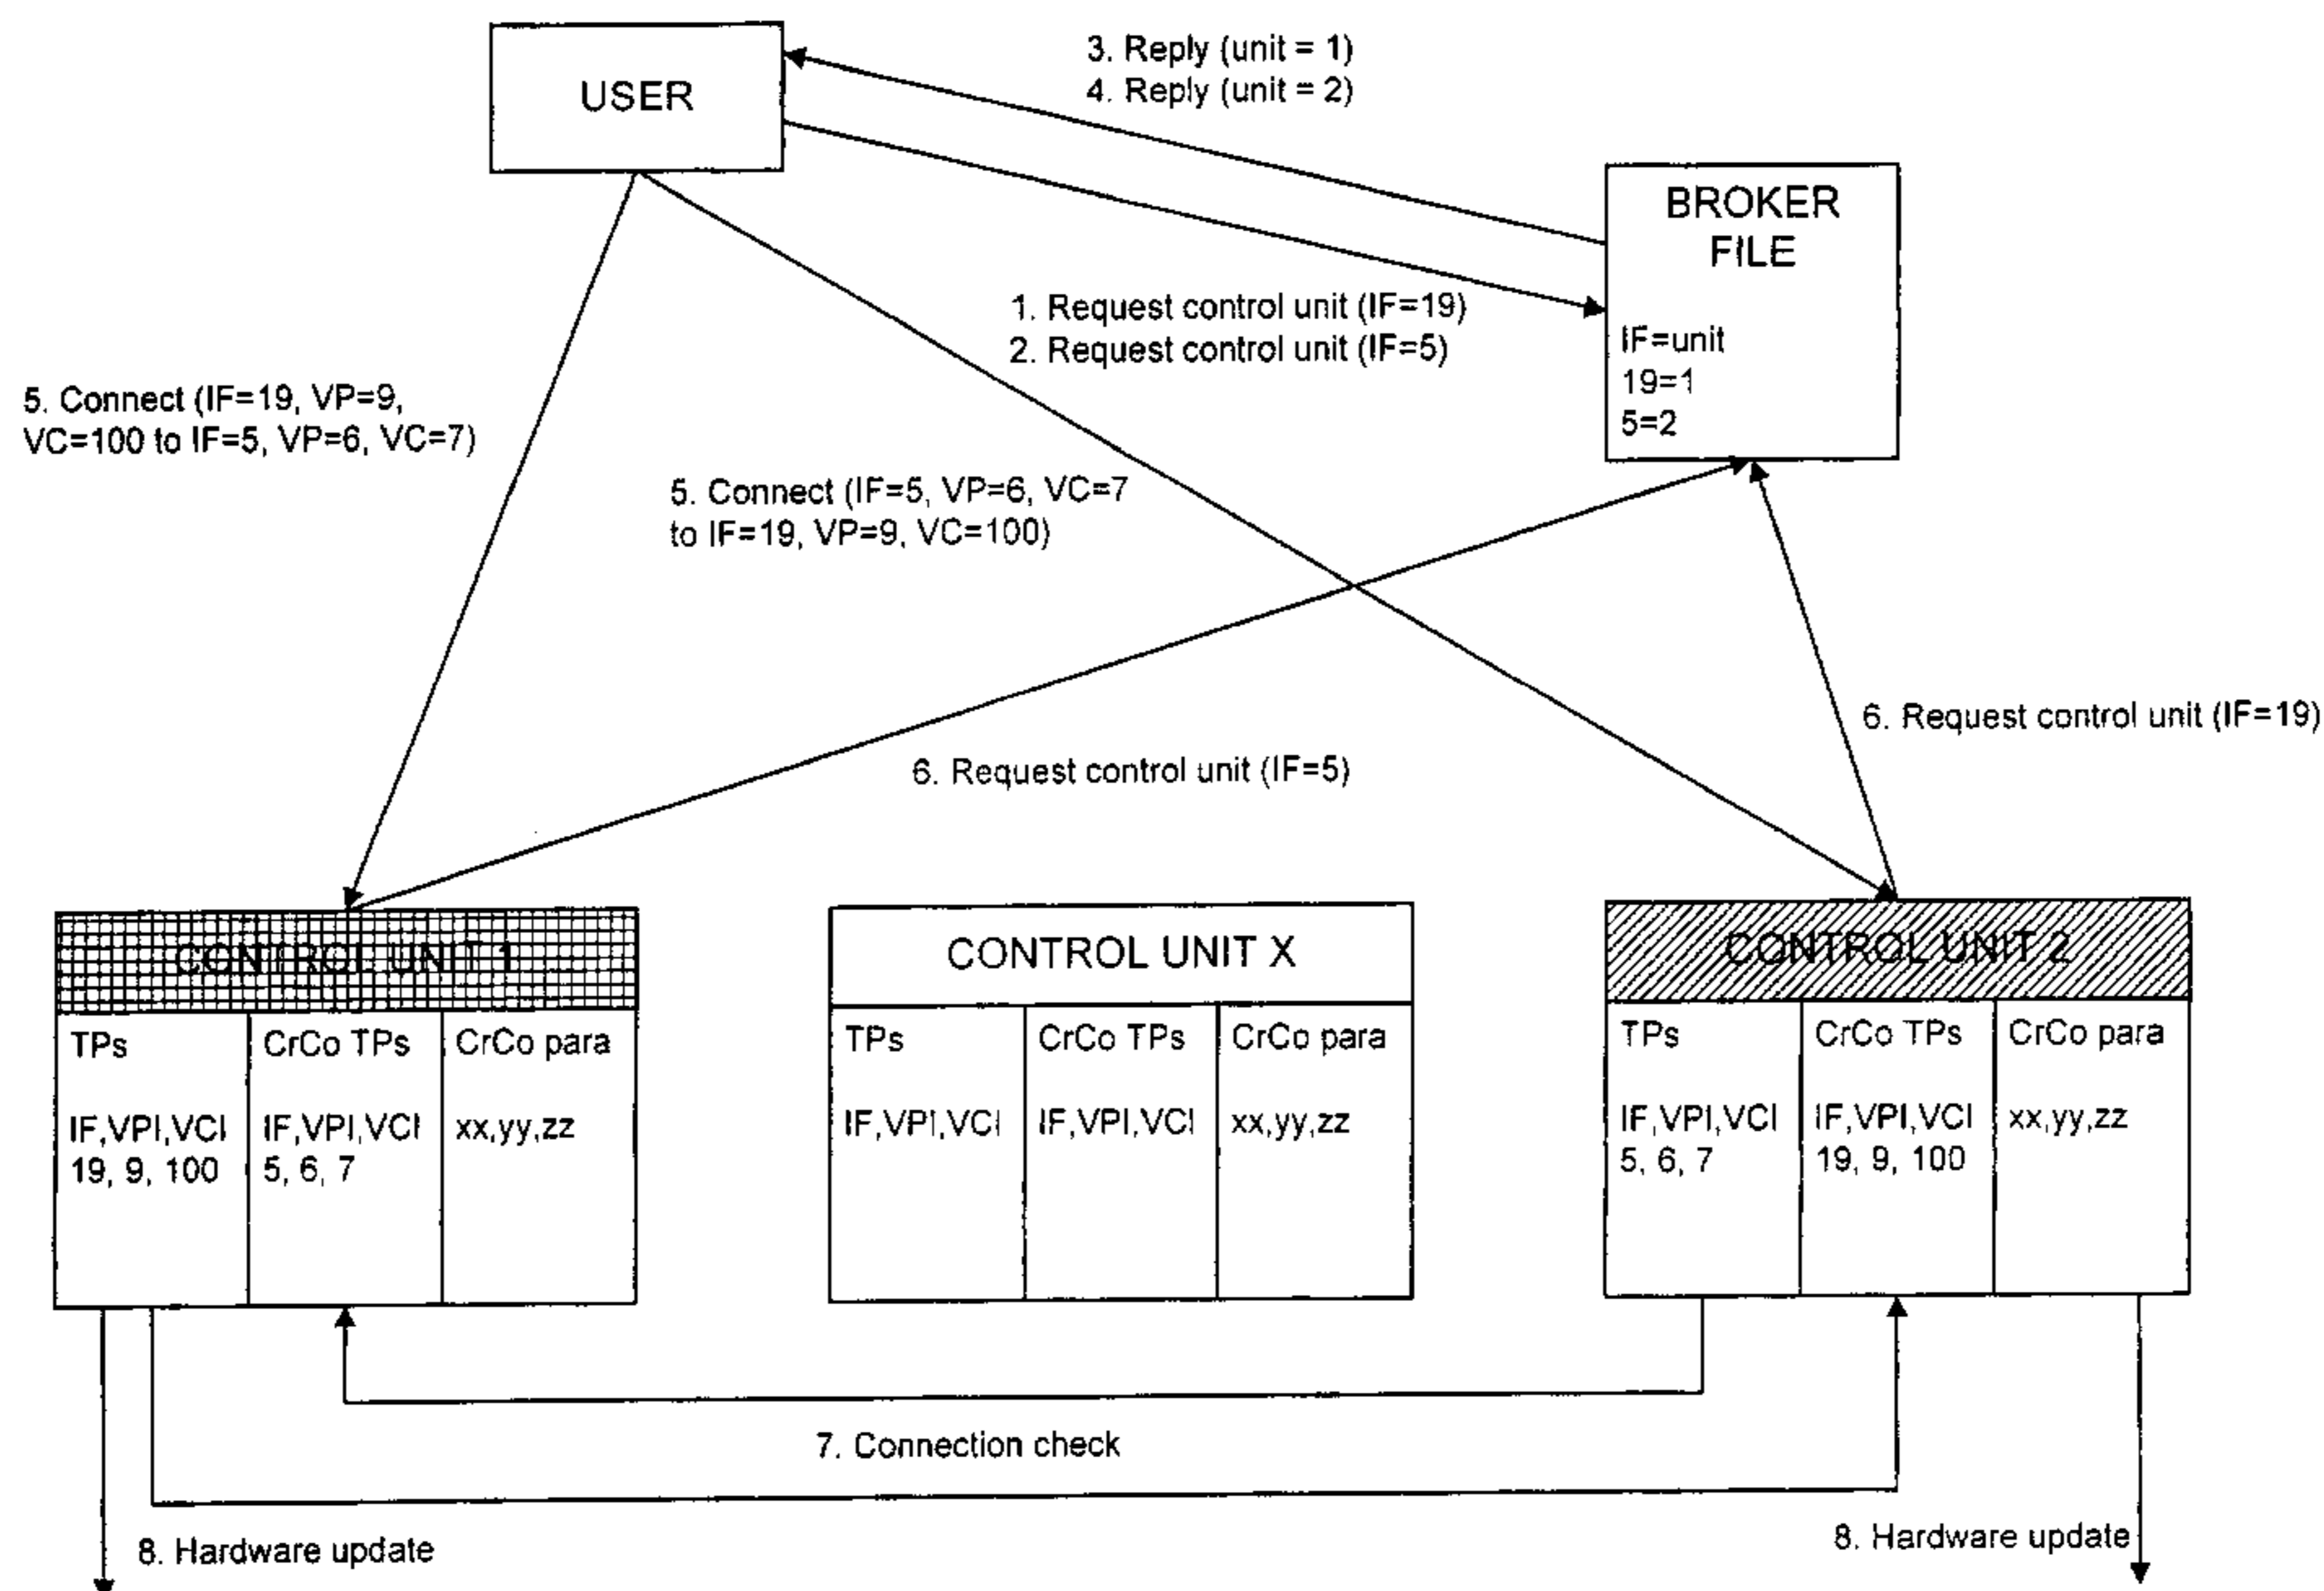 USER
3. Reply (unit = 1)
4. Reply (unit = 2)
BROKER
FILE
IF=unit
19=1
5=2
1. Request control unit (IF=19)
2. Request control unit (IF=5)
5. Connect (IF=19, VP=9,
VC=100 to IF=5, VP=6, VC=7)
5. Connect (IF=5, VP=6, VC=7
to IF=19, VP=9, VC=100)
6. Request control unit (IF=19)
6. Request control unit (IF=5)
CONTROL UNIT 1
TPs
IF,VPI,VCI
19, 9, 100
CrCo TPs
IF,VPI,VCI
5, 6, 7
CrCo para
xx,yy,zz
CONTROL UNIT X
TPs
IF,VPI,VCI
CrCo TPs
IF,VPI,VCI
CrCo para
xx,yy,zz
CONTROL UNIT 2
TPs
IF,VPI,VCI
5, 6, 7
CrCo TPs
IF,VPI,VCI
19, 9, 100
CrCo para
xx,yy,zz
7. Connection check
8. Hardware update
8. Hardware update